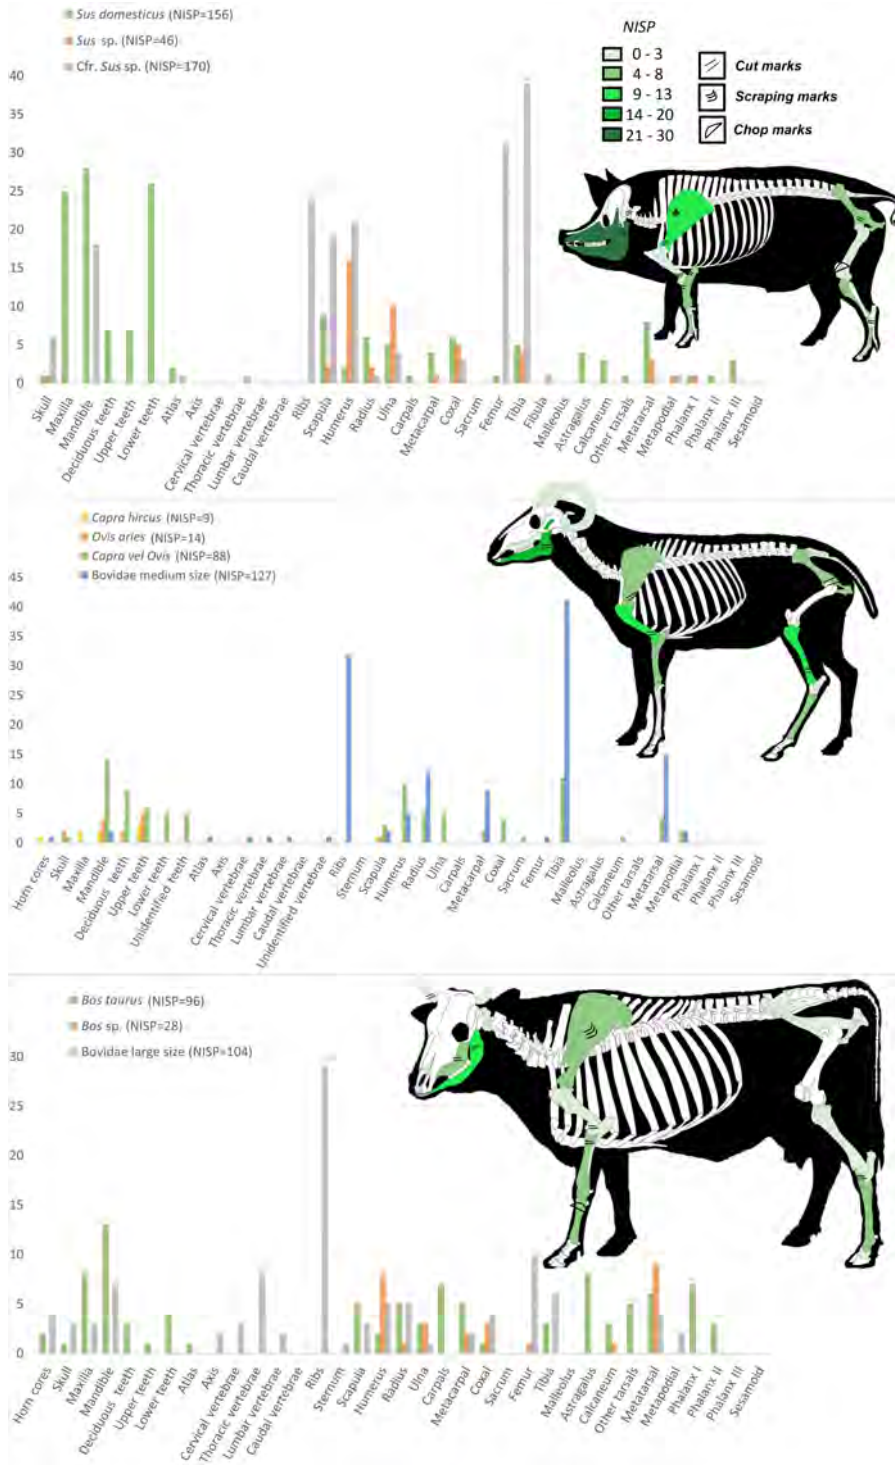 Sus domesticus (NISP=156)
Sus sp. (NISP=46)
Cfr. Sus sp. (NISP=170)
NISP
0 - 3
4 - 8
9 - 13
14 - 20
21 - 30
Cut marks
Scraping marks
Chop marks
40
35
30
25
20
15
10
5
0
Skull
Maxilla
Mandible
Deciduous teeth
Upper teeth
Lower teeth
Atlas
Axis
Cervical vertebrae
Thoracic vertebrae
Lumbar vertebrae
Caudal vertebrae
Ribs
Scapula
Humerus
Radius
Ulna
Carpals
Metacarpal
Coxal
Sacrum
Femur
Tibia
Fibula
Malleolus
Astragalus
Calcaneum
Other tarsals
Metatarsal
Metapodial
Phalanx I
Phalanx II
Phalanx III
Sesamoid
Capra hircus (NISP=9)
Ovis aries (NISP=14)
Capra vel Ovis (NISP=88)
Bovidae medium size (NISP=127)
45
40
35
30
25
20
15
10
5
0
Horn cores
Skull
Maxilla
Mandible
Deciduous teeth
Upper teeth
Lower teeth
Unidentified teeth
Atlas
Axis
Cervical vertebrae
Thoracic vertebrae
Lumbar vertebrae
Caudal vertebrae
Unidentified vertebrae
Ribs
Sternum
Scapula
Humerus
Radius
Ulna
Carpals
Metacarpal
Coxal
Sacrum
Femur
Tibia
Malleolus
Astragalus
Calcaneum
Other tarsals
Metatarsal
Metapodial
Phalanx I
Phalanx II
Phalanx III
Sesamoid
Bos taurus (NISP=96)
Bos sp. (NISP=28)
Bovidae large size (NISP=104)
30
25
20
15
10
5
0
Horn cores
Skull
Maxilla
Mandible
Deciduous teeth
Upper teeth
Lower teeth
Atlas
Axis
Cervical vertebrae
Thoracic vertebrae
Lumbar vertebrae
Caudal vertebrae
Ribs
Sternum
Scapula
Humerus
Radius
Ulna
Carpals
Metacarpal
Coxal
Sacrum
Femur
Tibia
Malleolus
Astragalus
Calcaneum
Other tarsals
Metatarsal
Metapodial
Phalanx I
Phalanx II
Phalanx III
Sesamoid